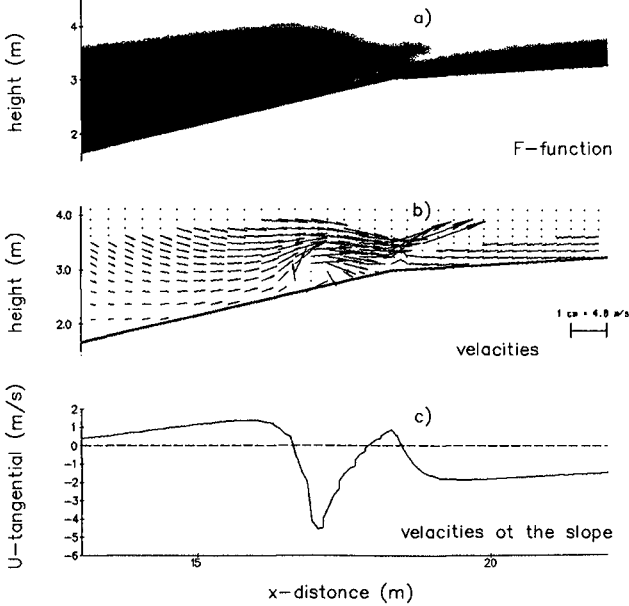 a)
4
3
2
height (m)
F-function
b)
4.0
3.0
2.0
height (m)
1 cm = 4.0 m/s
velacities
c)
2
1
0
-1
-2
-3
-4
-5
-6
U-tangential (m/s)
velacities ot the slope
15
20
x-distonce (m)